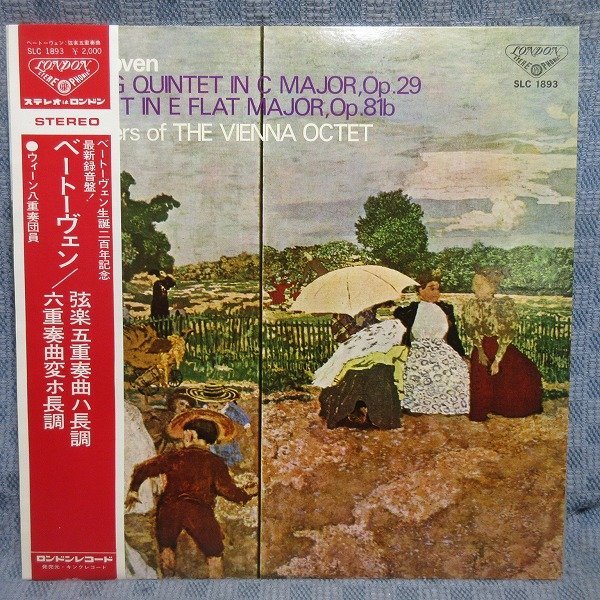 ベートーヴェン:弦楽五重奏曲
SLC 1893 ¥ 2,000
LONDON
STEREOPHONIC
ステレオはロンドン
STEREO
ベートーヴェン生誕二百年記念
最新録音盤!
ベートーヴェン/弦楽五重奏曲ハ長調
六重奏曲変ホ長調
●ウィーン八重奏団員
ロンドンレコード
発売元・キングレコード
oven
G QUINTET IN C MAJOR,Op.29
T IN E FLAT MAJOR,Op.81b
ers of THE VIENNA OCTET
LONDON
STEREOPHONIC
SLC 1893